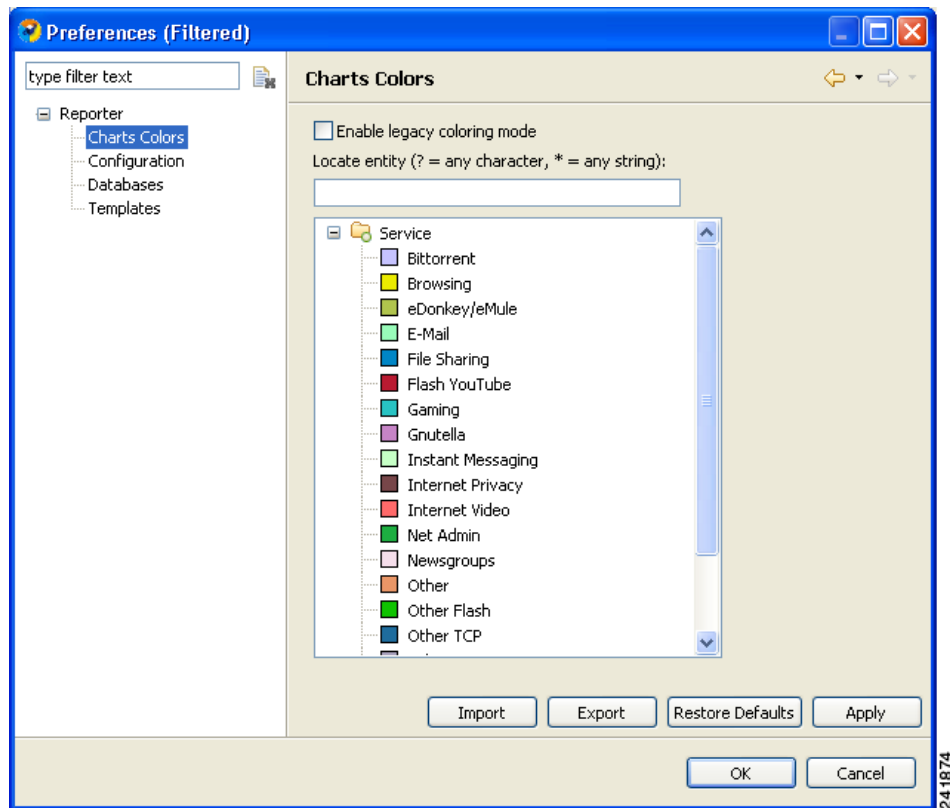 Preferences (Filtered)
type filter text
Reporter
Charts Colors
Configuration
Databases
Templates
Charts Colors
Enable legacy coloring mode
Locate entity (? = any character, * = any string):
Service
Bittorrent
Browsing
eDonkey/eMule
E-Mail
File Sharing
Flash YouTube
Gaming
Gnutella
Instant Messaging
Internet Privacy
Internet Video
Net Admin
Newsgroups
Other
Other Flash
Other TCP
Import Export Restore Defaults Apply
OK Cancel
241874